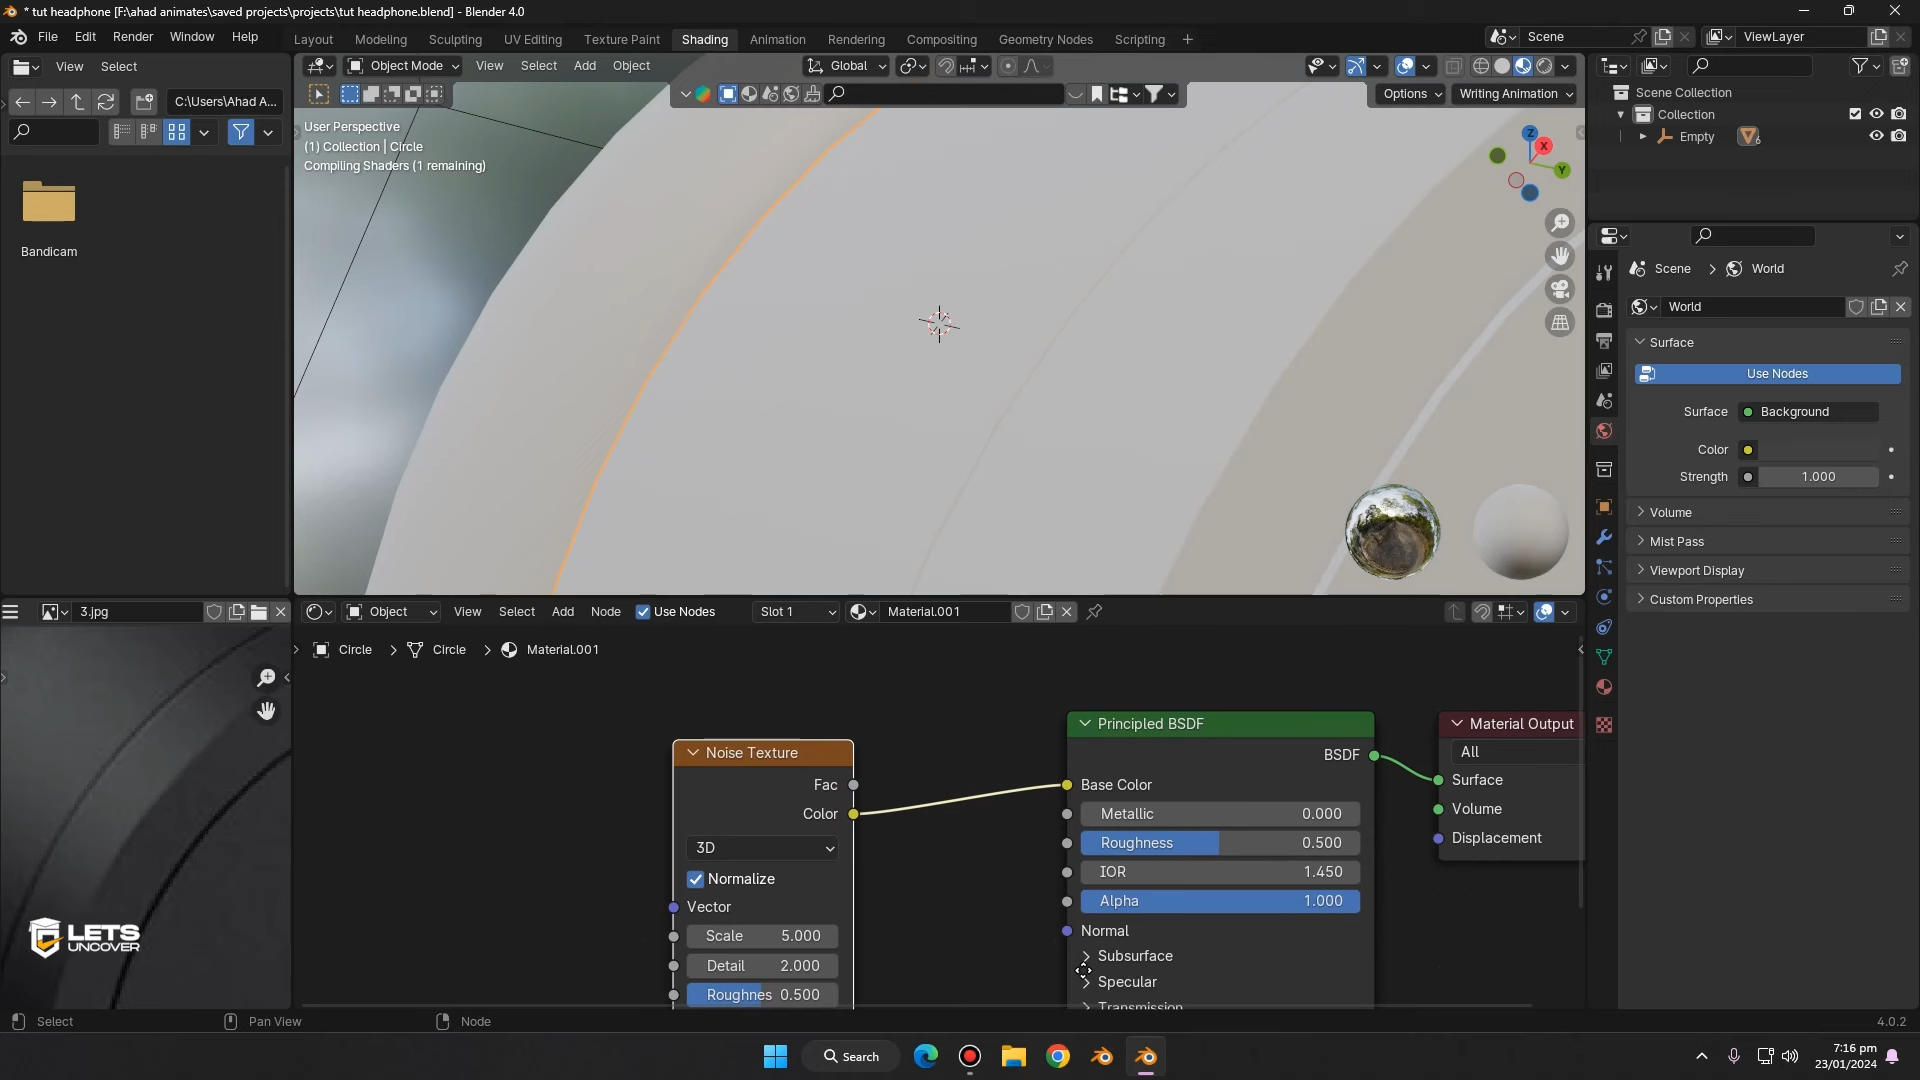 * tut headphone [F:\ahad animates\saved projects\projects\tut headphone.blend] - Blender 4.0
File Edit Render Window Help
Layout Modeling Sculpting UV Editing Texture Paint Shading Animation Rendering Compositing Geometry Nodes Scripting +
Scene
ViewLayer
View Select
Object Mode View Select Add Object
Global
C:\Users\Ahad A...
Options
Writing Animation
Scene Collection
Collection
Empty
6
User Perspective
(1) Collection | Circle
Compiling Shaders (1 remaining)
Z
X
Y
Bandicam
Scene > World
World
Surface
Use Nodes
Surface Background
Color
Strength 1.000
Volume
Mist Pass
Viewport Display
Custom Properties
3.jpg
Object View Select Add Node Use Nodes Slot 1 Material.001
Circle > Circle > Material.001
Noise Texture
Fac
Color
3D
Normalize
Vector
Scale 5.000
Detail 2.000
Roughnes 0.500
Principled BSDF
BSDF
Base Color
Metallic 0.000
Roughness 0.500
IOR 1.450
Alpha 1.000
Normal
Subsurface
Specular
Transmission
Material Output
All
Surface
Volume
Displacement
LETS
UNCOVER
Select Pan View Node 4.0.2
Search
7:16 pm
23/01/2024